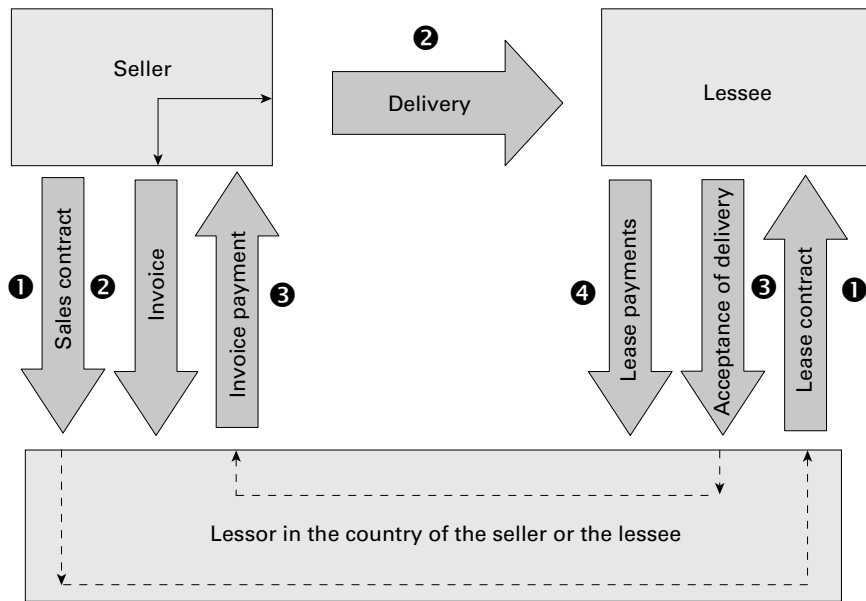 ❷
Seller
Delivery
Lessee
❶
Sales contract
❷
Invoice
Invoice payment
❸
❹
Lease payments
Acceptance of delivery
❸
Lease contract
❶
Lessor in the country of the seller or the lessee